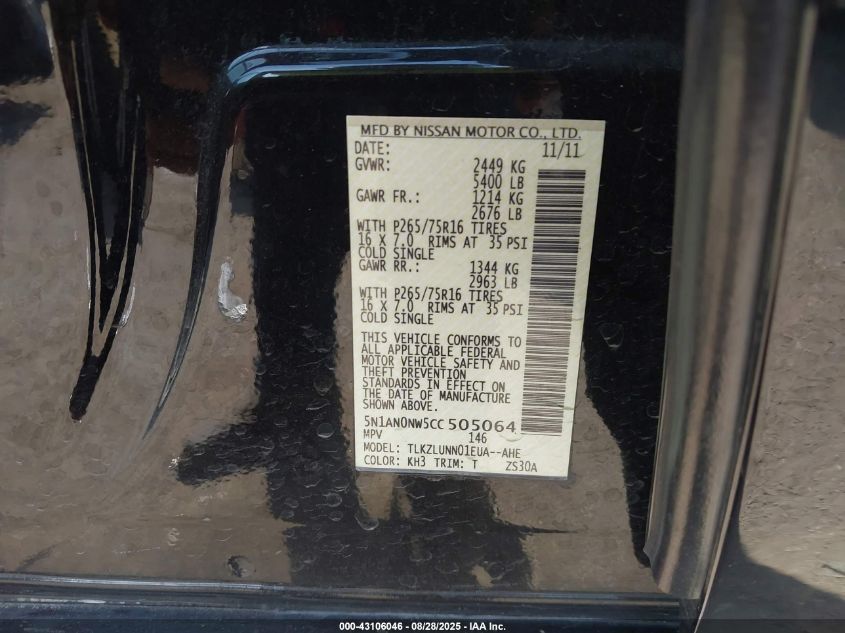 MFD BY NISSAN MOTOR CO., LTD.
DATE: 11/11
GVWR: 2449 KG
5400 LB
GAWR FR.: 1214 KG
2676 LB
WITH P265/75R16 TIRES
16 X 7.0 RIMS AT 35 PSI
COLD SINGLE
GAWR RR.: 1344 KG
2963 LB
WITH P265/75R16 TIRES
16 X 7.0 RIMS AT 35 PSI
COLD SINGLE
THIS VEHICLE CONFORMS TO
ALL APPLICABLE FEDERAL
MOTOR VEHICLE SAFETY AND
THEFT PREVENTION
STANDARDS IN EFFECT ON
THE DATE OF MANUFACTURE
SHOWN ABOVE.
5N1AN0NW5CC 505064
MPV 146
MODEL: TLKZLUNN01EUA--AHE
COLOR: KH3 TRIM: T ZS30A
000-43106046 - 08/28/2025 - IAA Inc.